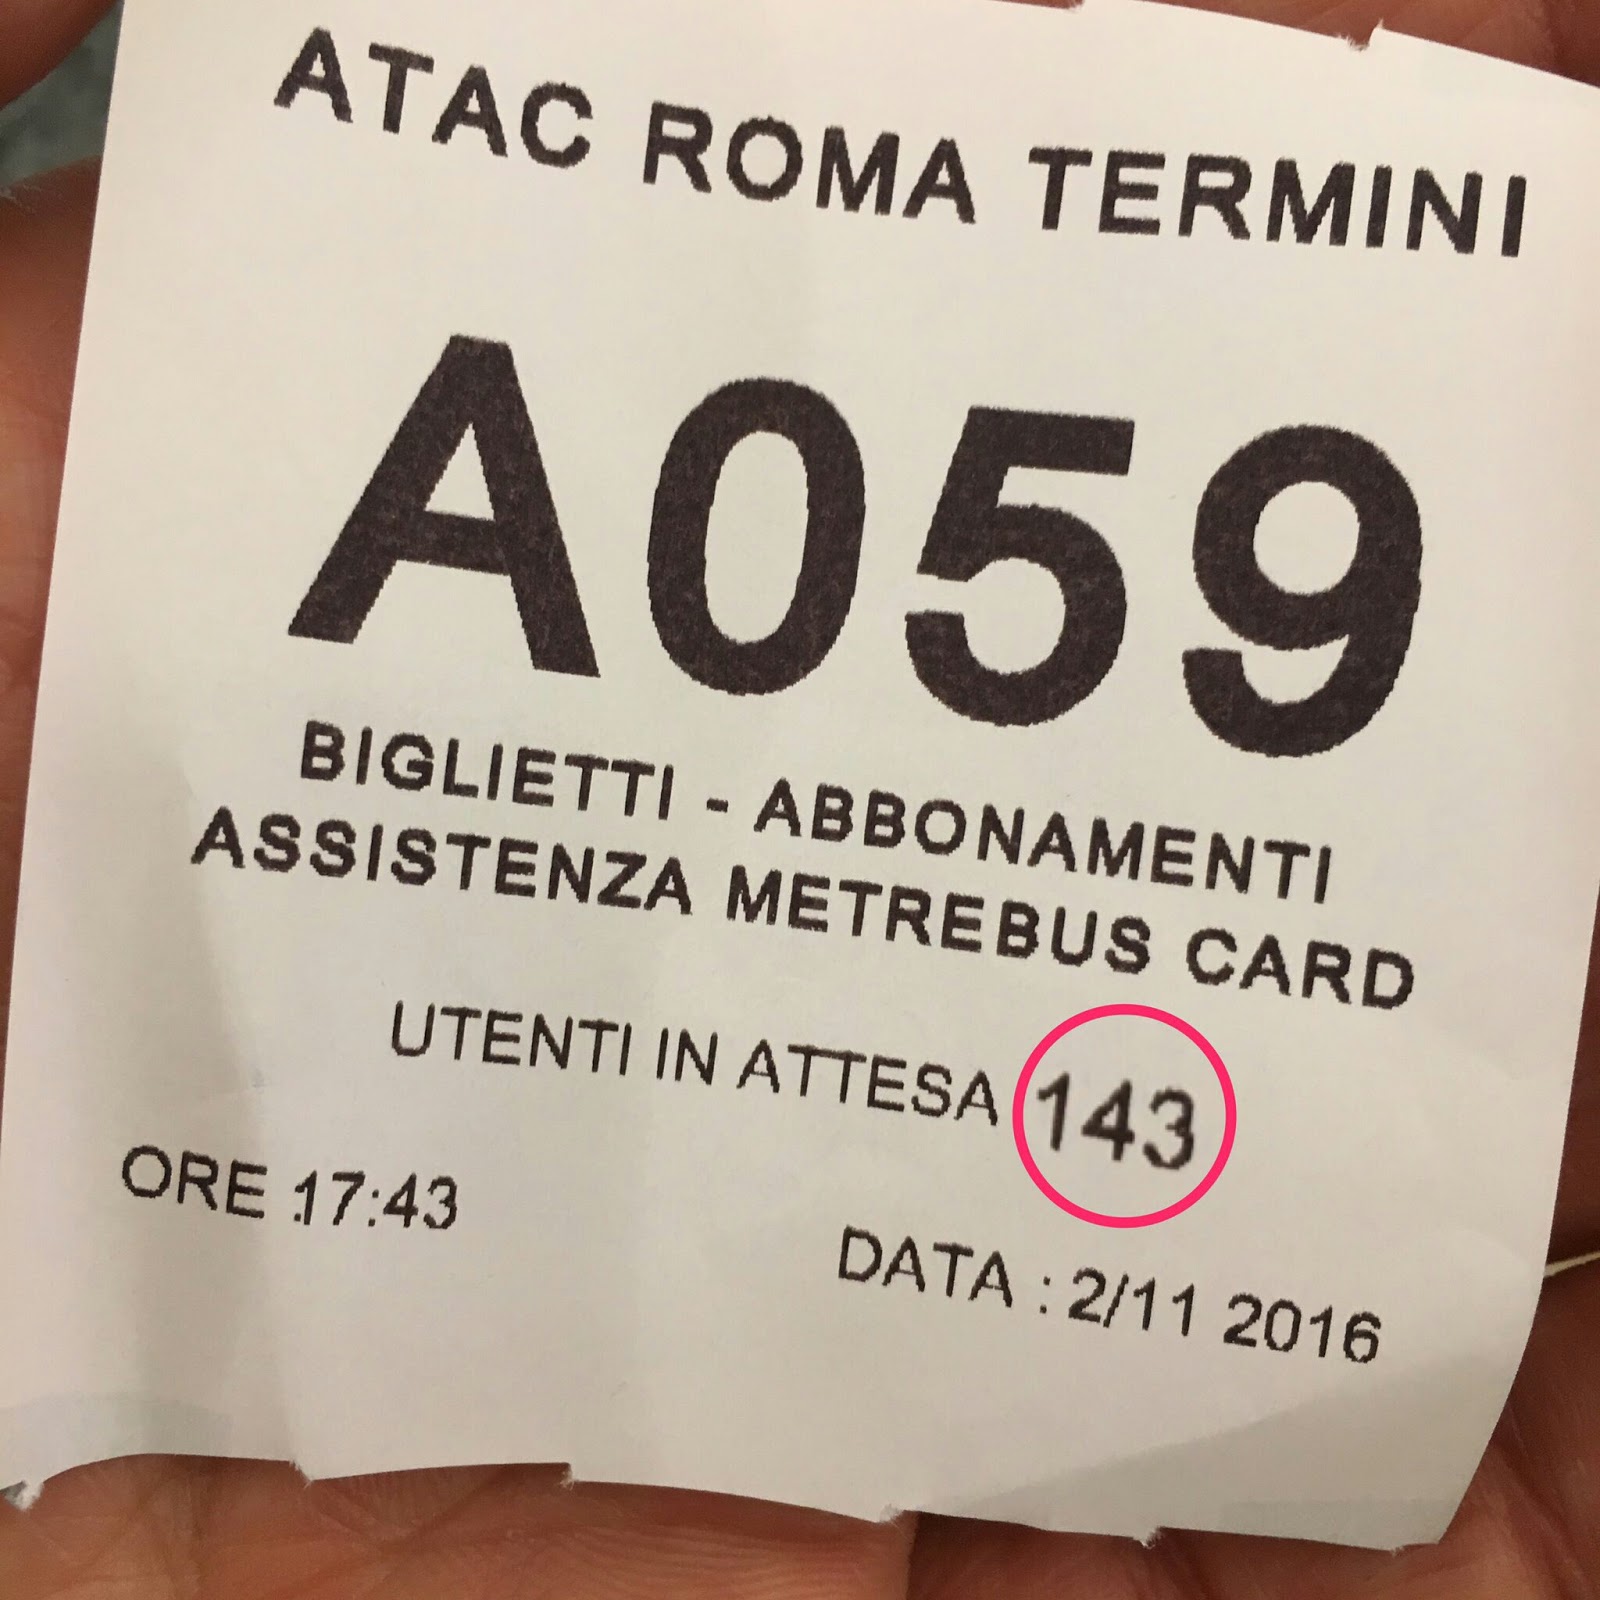 ATAC ROMA TERMINI
A059
BIGLIETTI - ABBONAMENTI
ASSISTENZA METREBUS CARD
UTENTI IN ATTESA 143
ORE :17:43
DATA : 2/11 2016